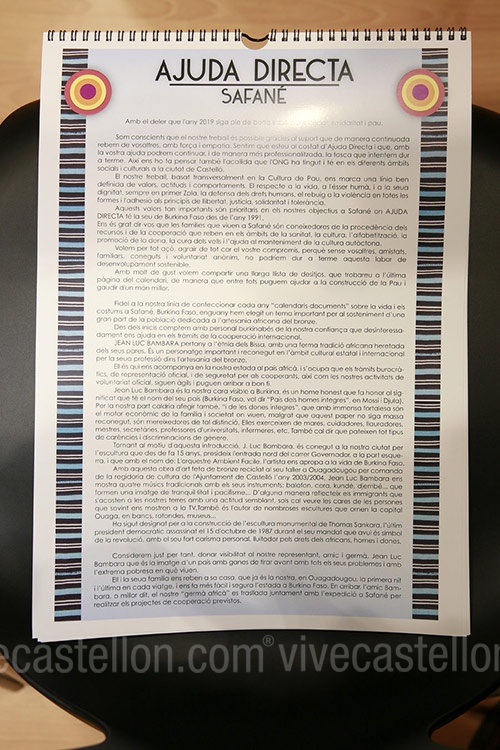 AJUDA DIRECTA
SAFANÉ
Amb el deler que l'any 2019 siga ple de solidaritat i pau.
Som conscients que el nostre treball és possible gràcies al suport que de manera continuada
rebem de vosaltres, amb força i empatia. Sentim que esteu al costat d'Ajuda Directa i que, amb
la vostra ajuda podrem continuar, i de manera més professionalitzada, la tasca que intentem dur
a terme. Així ens ho fa pensar també l'acollida que l'ONG ha tingut i té en els diferents àmbits
socials i culturals a la ciutat de Castelló.
El nostre treball, basat transversalment en la Cultura de Pau, ens marca una línia ben
definida de valors, actituds i comportaments. El respecte a la vida, a l'ésser humà, i a la seua
dignitat, sempre en primer la defensa dels drets humans, el rebuig a la violència en totes les
formes i l'adhesió als principis de llibertat, justícia, solidaritat i tolerància.
Aquests valors tan importants són prioritaris en els nostres objectius a Safané on AJUDA
DIRECTA té la seu de Burkina Faso des de l'any 1991.
Ens és grat dir-vos que les famílies que viuen a Safané són coneixedores de la procedència dels
recursos i de la cooperació que reben en els àmbits de la sanitat, la cultura, l'alfabetització, la
promoció de la dona, la cura dels vells i l'ajuda al manteniment de la cultura autòctona.
Volem per tot açò, agrair de tot cor el vostre compromís, perquè sense vosaltres, amistats,
familiars, coneguts i voluntariat anònim, no podríem dur a terme aquesta labor de
desenvolupament sostenible.
Amb molt de gust volem compartir una llarga llista de desitjos, que trobareu a l'última
pàgina del calendari, de manera que entre tots puguem ajudar a la construcció de la Pau i
gaudir d'un món millor.
Fidel a la nostra línia de confeccionar cada any "calendaris documents" sobre la vida i els
costums a Safané, Burkina Faso, enguany hem elegit un tema important per al sosteniment d'una
gran part de la població dedicada a l'artesania africana del bronze.
Des dels inicis comptem amb personal burkinabés de la nostra confiança que desinteressa-
dament ens ajuda en els tràmits de la cooperació internacional.
JEAN LUC BAMBARA pertany a l'ètnia dels Bissa, amb una ferma tradició africana heretada
dels seus pares. És un personatge important i reconegut en l'àmbit cultural estatal i internacional
per la seua professió dins l'artesania del bronze.
Ell és qui ens acompanya en la nostra estada al país africà, i s'ocupa que els tràmits burocrà-
tics, de representació oficial, i de seguretat per als cooperants, així com les nostres activitats de
voluntariat oficial, siguen àgils i puguen arribar a bon fi.
Jean Luc Bambara és la nostra cara visible a Burkina, és un home honest que fa honor al sig-
nificat que té el nom del seu país (Burkina Faso, vol dir "País dels homes íntegres", en Mossi i Djula).
Per la nostra part caldria afegir també, "i de les dones íntegres", que amb immensa fortalesa són
el motor econòmic de la família i societat on viuen, malgrat que aquest paper no siga massa
reconegut, són mereixedores de tal distinció. Elles exerceixen de mares, cuidadores, llauradores,
mestres, secretàries, professores d'universitats, infermeres, etc. També cal dir que pateixen tot tipus
de carències i discriminacions de gènere.
Tornant al motiu d'aquesta introducció, J. Luc Bambara, és conegut a la nostra ciutat per
l'escultura que des de fa 15 anys, presideix l'entrada nord del carrer Governador, a la part esque-
rra, i que amb el nom de: L'orquestre Ambient Facile, l'artista ens apropa a la vida de Burkina Faso.
Amb aquesta obra d'art feta de bronze reciclat al seu taller a Ouagadougou per comanda
de la regidoria de cultura de l'Ajuntament de Castelló l'any 2003/2004, Jean Luc Bambara ens
mostra quatre músics tradicionals amb els seus instruments: balafon, cora, kundé, djembé... que
formen una imatge de tranquil·litat i pacifisme... D'alguna manera reflecteix els immigrants que
s'acosten a les nostres terres amb una actitud semblant, sols cal veure les cares de les persones
que sovint ens mostren a la TV.També és l'autor de nombroses escultures que ornen la capital
Ouaga, en bancs, rotondes, museus...
Ha sigut designat per a la construcció de l'escultura monumental de Thomas Sankara, l'últim
president democràtic assassinat el 15 d'octubre de 1987 durant el seu mandat que avui és símbol
de la revolució, amb el seu fort carisma personal, lluitador pels drets dels africans, homes i dones.
Considerem just per tant, donar visibilitat al nostre representant, amic i germà, Jean Luc
Bambara que és la imatge d'un país amb ganes de tirar avant amb tots els seus problemes i amb
l'extrema pobresa en què viuen.
Ell i la seua família ens reben a sa casa, que ja és la nostra, en Ouagadougou, la primera nit
i l'última en cada viatge, i ens fa més fàcil i segura l'estada a Burkina Faso. En arribar, l'amic Bam-
bara, o millor dit, el nostre "germà africà" es trasllada juntament amb l'expedició a Safané per
realitzar els projectes de cooperació previstos.
vecastellon.com® vivecastellon